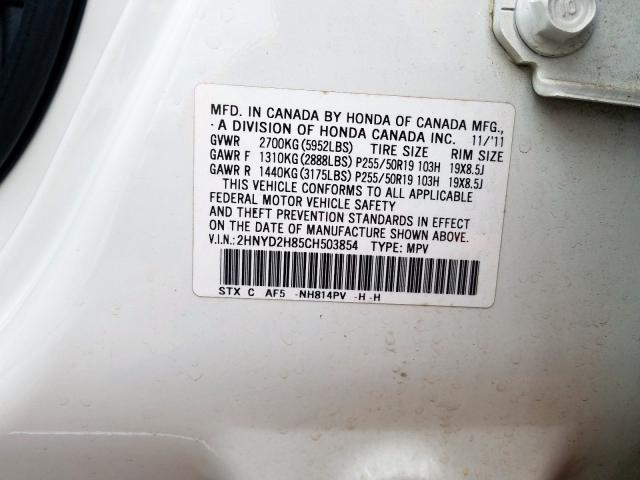 MFD. IN CANADA BY HONDA OF CANADA MFG.,
A DIVISION OF HONDA CANADA INC. 11/'11
GVWR 2700KG(5952LBS) TIRE SIZE RIM SIZE
GAWR F 1310KG(2888LBS) P255/50R19 103H 19X8.5J
GAWR R 1440KG(3175LBS) P255/50R19 103H 19X8.5J
THIS VEHICLE CONFORMS TO ALL APPLICABLE
FEDERAL MOTOR VEHICLE SAFETY
AND THEFT PREVENTION STANDARDS IN EFFECT
ON THE DATE OF MANUFACTURE SHOWN ABOVE.
V.I.N.:2HNYD2H85CH503854 TYPE: MPV
STX C AF5 -NH814PV -H -H